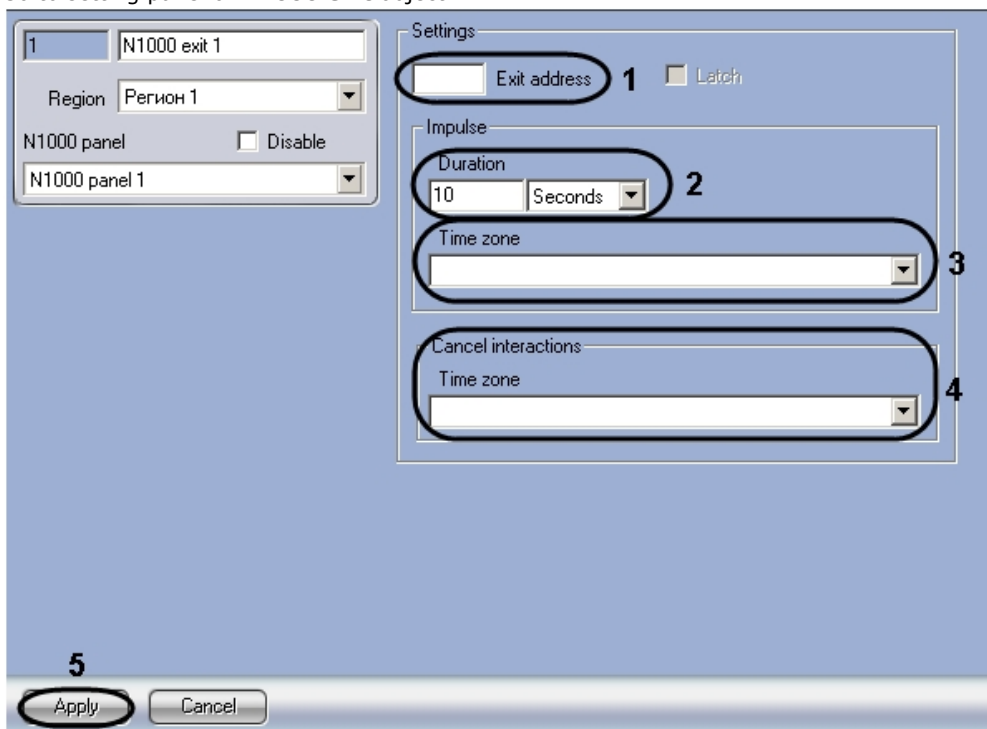 1 N1000 exit 1
Region Регион 1
N1000 panel Disable
N1000 panel 1
Settings
Exit address 1 Latch
Impulse
Duration
10 Seconds 2
Time zone
3
Cancel interactions
Time zone
4
5
Apply Cancel